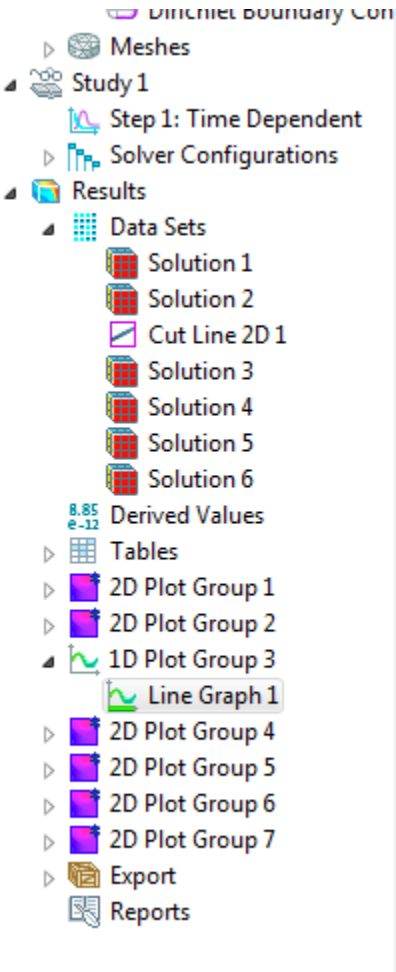 Dirichlet Boundary Con
Meshes
Study 1
Step 1: Time Dependent
Solver Configurations
Results
Data Sets
Solution 1
Solution 2
Cut Line 2D 1
Solution 3
Solution 4
Solution 5
Solution 6
8.85
e-12
Derived Values
Tables
2D Plot Group 1
2D Plot Group 2
1D Plot Group 3
Line Graph 1
2D Plot Group 4
2D Plot Group 5
2D Plot Group 6
2D Plot Group 7
Export
Reports